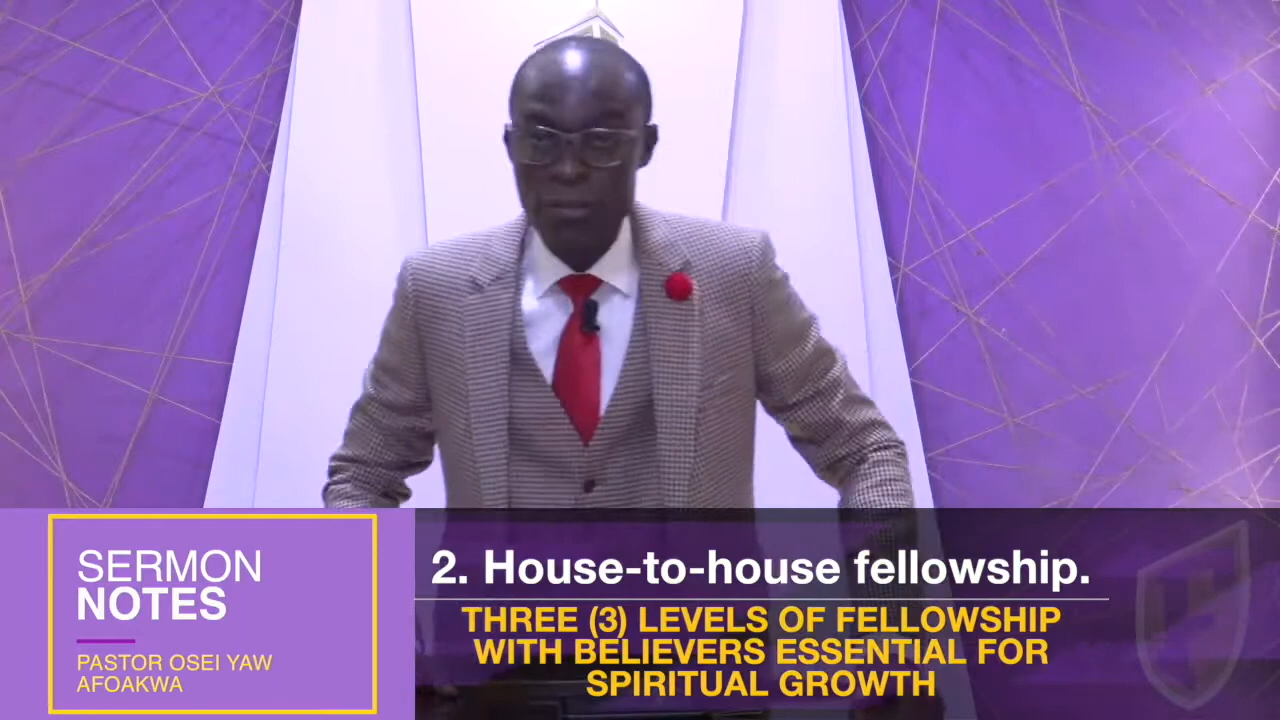 SERMON
NOTES
PASTOR OSEI YAW
AFOAKWA
2. House-to-house fellowship.
THREE (3) LEVELS OF FELLOWSHIP
WITH BELIEVERS ESSENTIAL FOR
SPIRITUAL GROWTH